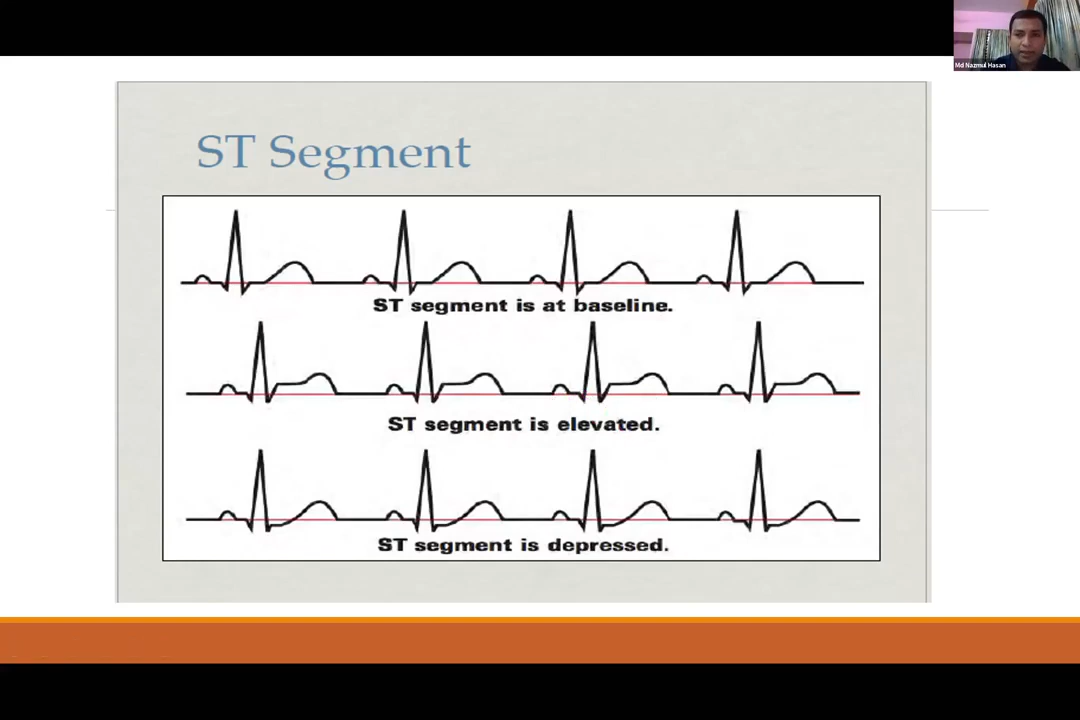 Md Nazmul Hasan
ST Segment
ST segment is at baseline.
ST segment is elevated.
ST segment is depressed.